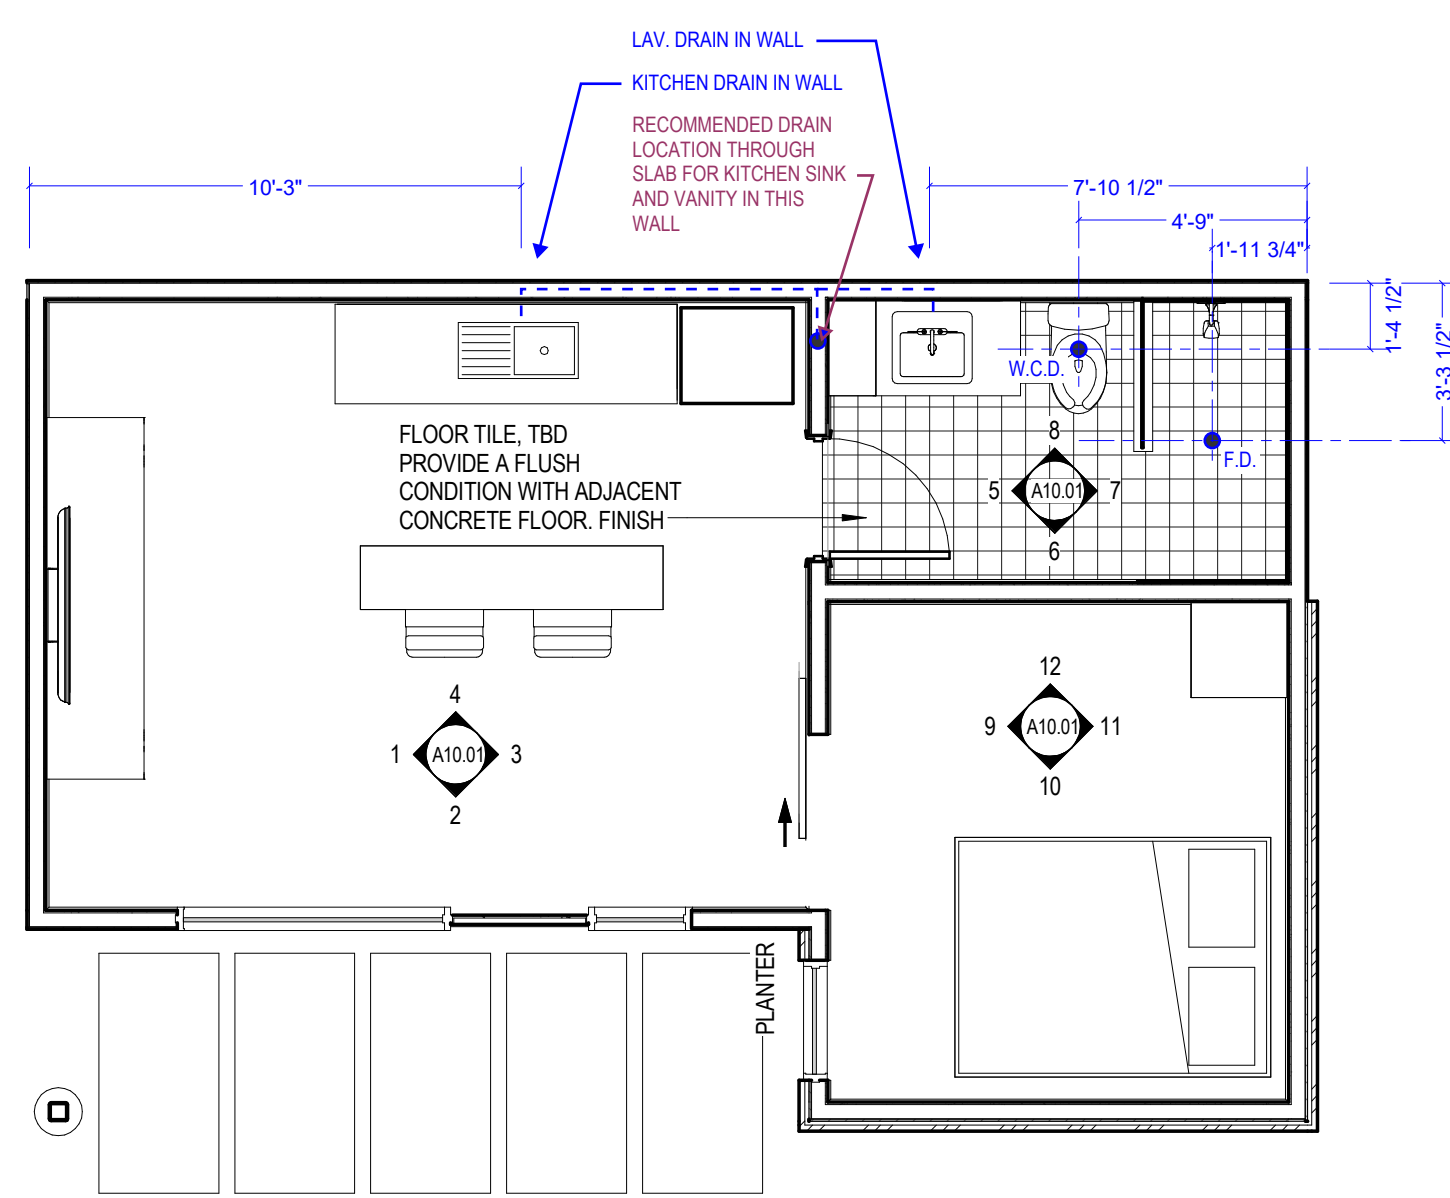 LAV. DRAIN IN WALL
KITCHEN DRAIN IN WALL
RECOMMENDED DRAIN
LOCATION THROUGH
SLAB FOR KITCHEN SINK
AND VANITY IN THIS
WALL
10'-3"
7'-10 1/2"
4'-9"
1'-11 3/4"
1'-4 1/2"
3'-3 1/2"
W.C.D.
F.D.
FLOOR TILE, TBD
PROVIDE A FLUSH
CONDITION WITH ADJACENT
CONCRETE FLOOR. FINISH
8
5 A10.01 7
6
4
1 A10.01 3
2
12
9 A10.01 11
10
PLANTER